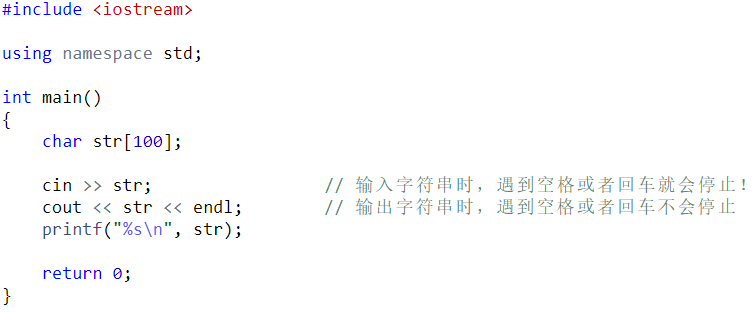 #include <iostream>
using namespace std;
int main()
{
    char str[100];
    cin >> str;                    // 输入字符串时，遇到空格或者回车就会停止！
    cout << str << endl;        // 输出字符串时，遇到空格或者回车不会停止
    printf("%s\n", str);
    return 0;
}